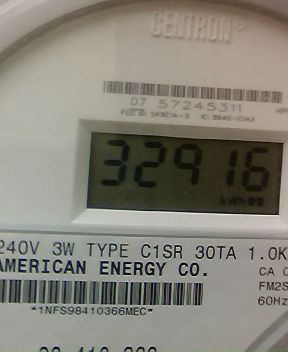 CENTRON®
07 57245311
32916
kWh
240V 3W TYPE C1SR 30TA 1.0K
AMERICAN ENERGY CO.
CA 0
FM2S
60Hz
*1NFS98410366MEC*